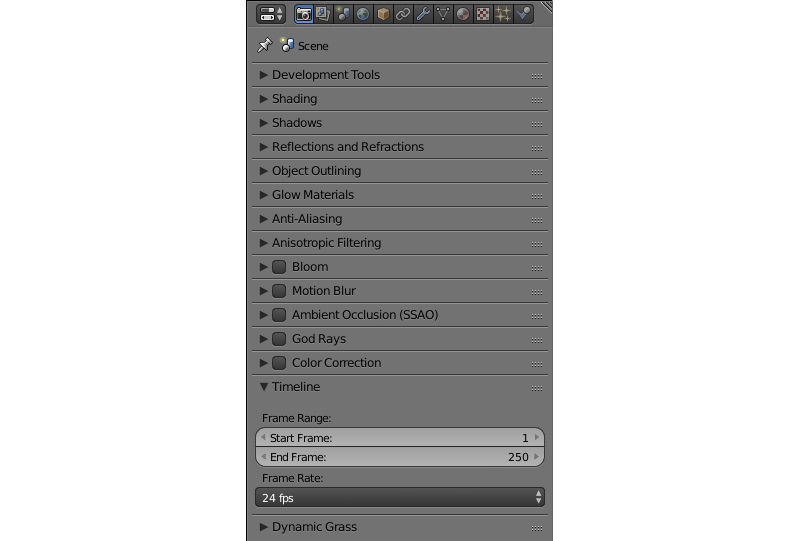 Scene
Development Tools
Shading
Shadows
Reflections and Refractions
Object Outlining
Glow Materials
Anti-Aliasing
Anisotropic Filtering
Bloom
Motion Blur
Ambient Occlusion (SSAO)
God Rays
Color Correction
Timeline
Frame Range:
Start Frame: 1
End Frame: 250
Frame Rate:
24 fps
Dynamic Grass